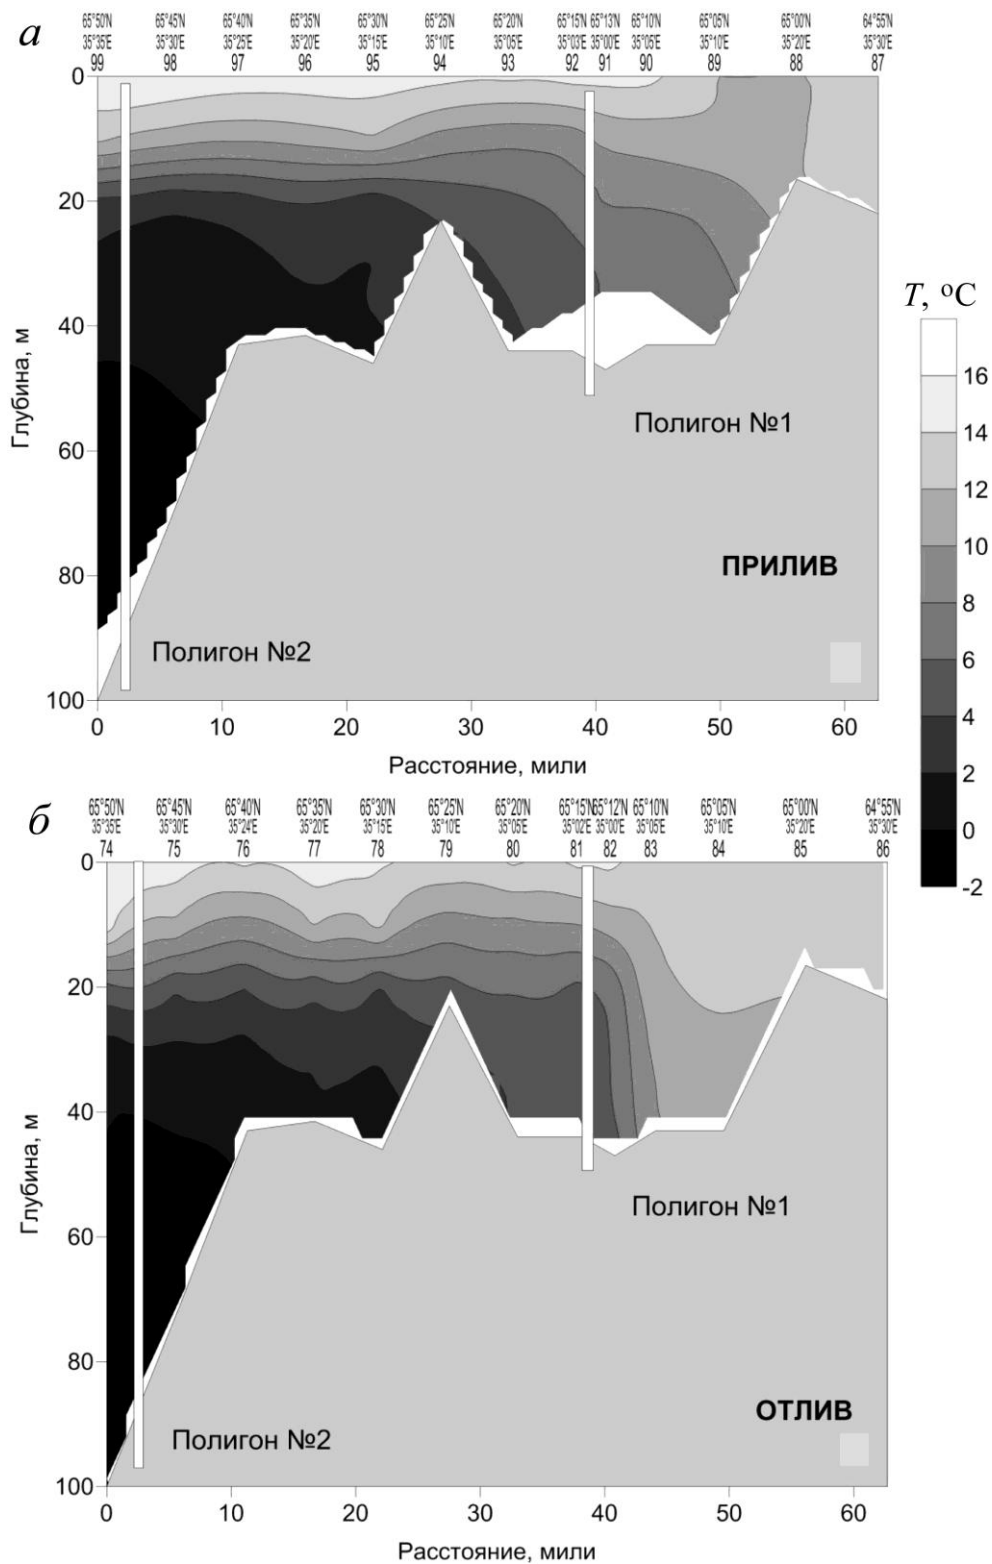 а
65°50'N 65°45'N 65°40'N 65°35'N 65°30'N 65°25'N 65°20'N 65°15'N 65°13'N 65°10'N 65°05'N 65°00'N 64°55'N
35°35'E 35°30'E 35°25'E 35°20'E 35°15'E 35°10'E 35°05'E 35°03'E 35°00'E 35°05'E 35°10'E 35°20'E 35°30'E
99 98 97 96 95 94 93 92 91 90 89 88 87
0
20
40
60
80
100
Глубина, м
Полигон №1
ПРИЛИВ
Полигон №2
0 10 20 30 40 50 60
Расстояние, мили
T, °C
16
14
12
10
8
6
4
2
0
-2
б
65°50'N 65°45'N 65°40'N 65°35'N 65°30'N 65°25'N 65°20'N 65°15'N 65°12'N 65°10'N 65°05'N 65°00'N 64°55'N
35°35'E 35°30'E 35°24'E 35°20'E 35°15'E 35°10'E 35°05'E 35°02'E 35°00'E 35°05'E 35°10'E 35°20'E 35°30'E
74 75 76 77 78 79 80 81 82 83 84 85 86
0
20
40
60
80
100
Глубина, м
Полигон №1
ОТЛИВ
Полигон №2
0 10 20 30 40 50 60
Расстояние, мили